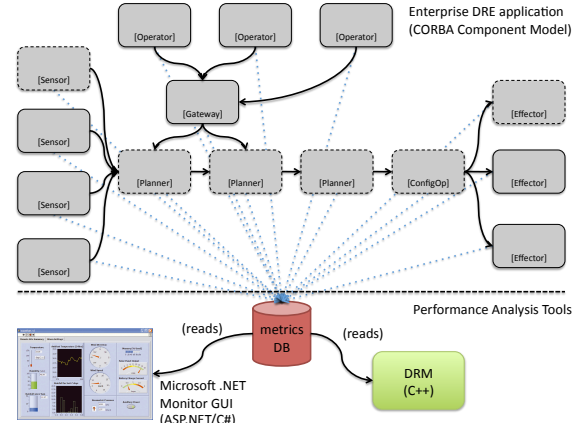 Enterprise DRE application
(CORBA Component Model)
[Operator]
[Operator]
[Operator]
[Sensor]
[Gateway]
[Effector]
[Sensor]
[Planner]
[Planner]
[Planner]
[ConfigOp]
[Effector]
[Sensor]
[Sensor]
[Effector]
Performance Analysis Tools
(reads)
metrics
DB
(reads)
Microsoft .NET
Monitor GUI
(ASP.NET/C#)
DRM
(C++)